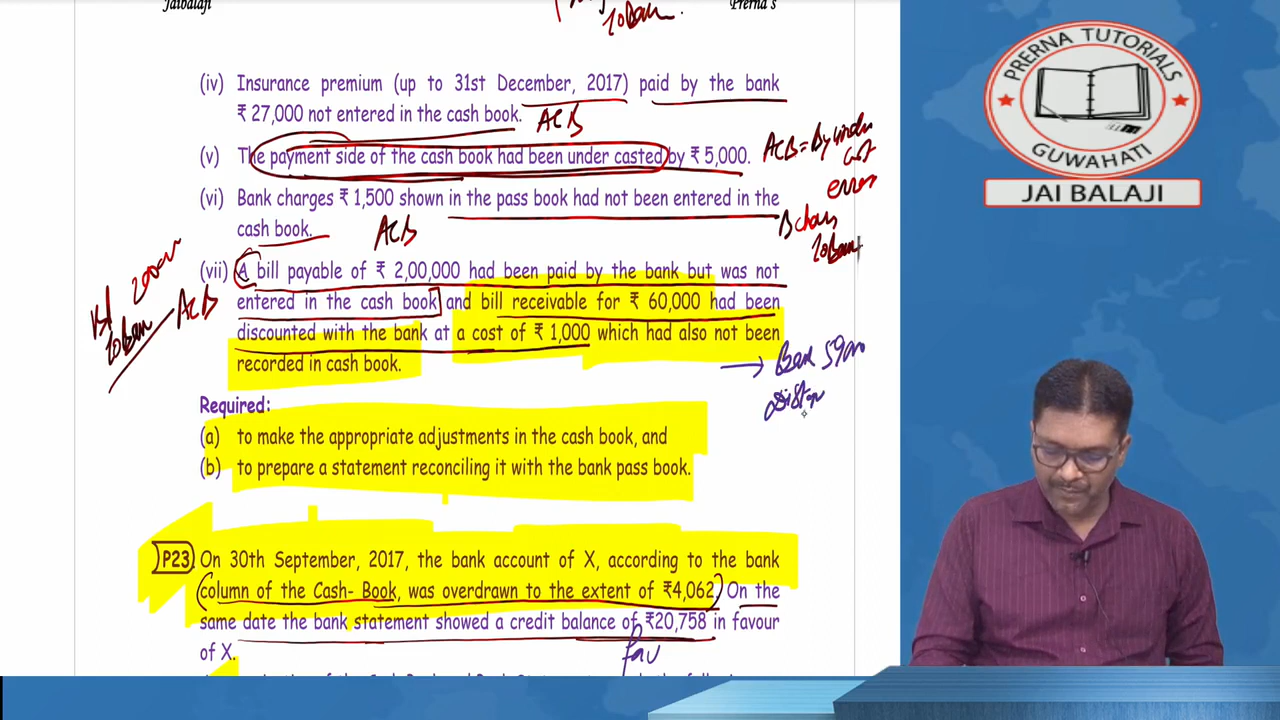 Jaibalaji
Prerna's
(iv) Insurance premium (up to 31st December, 2017) paid by the bank
₹ 27,000 not entered in the cash book.
ACB
(v) The payment side of the cash book had been under casted by ₹ 5,000.
(vi) Bank charges ₹ 1,500 shown in the pass book had not been entered in the
cash book.
ACB
(vii) A bill payable of ₹ 2,00,000 had been paid by the bank but was not
entered in the cash book and bill receivable for ₹ 60,000 had been
discounted with the bank at a cost of ₹ 1,000 which had also not been
recorded in cash book.
ACB
Required:
(a) to make the appropriate adjustments in the cash book, and
(b) to prepare a statement reconciling it with the bank pass book.
P23 On 30th September, 2017, the bank account of X, according to the bank
column of the Cash- Book, was overdrawn to the extent of ₹4,062. On the
same date the bank statement showed a credit balance of ₹20,758 in favour
of X.
fav
PRERNA TUTORIALS
GUWAHATI
JAI BALAJI